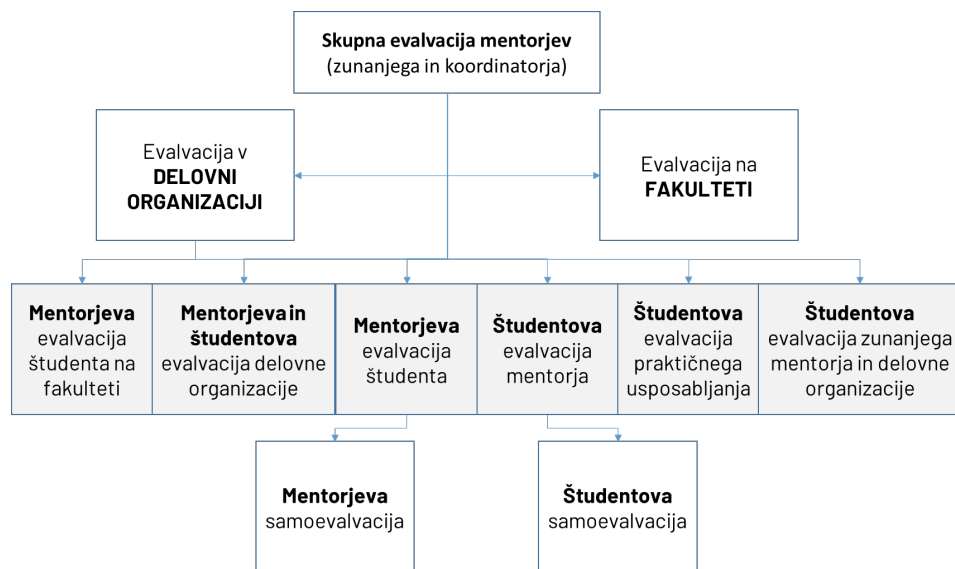 Skupna evalvacija mentorjev
(zunanjega in koordinatorja)
Evalvacija v
DELOVNI
ORGANIZACIJI
Evalvacija na
FAKULTETI
Mentorjeva
evalvacija
študenta na
fakulteti
Mentorjeva in
študentova
evalvacija delovne
organizacije
Mentorjeva
evalvacija
študenta
Študentova
evalvacija
mentorja
Študentova
evalvacija
praktičnega
usposabljanja
Študentova
evalvacija zunanjega
mentorja in delovne
organizacije
Mentorjeva
samoevalvacija
Študentova
samoevalvacija